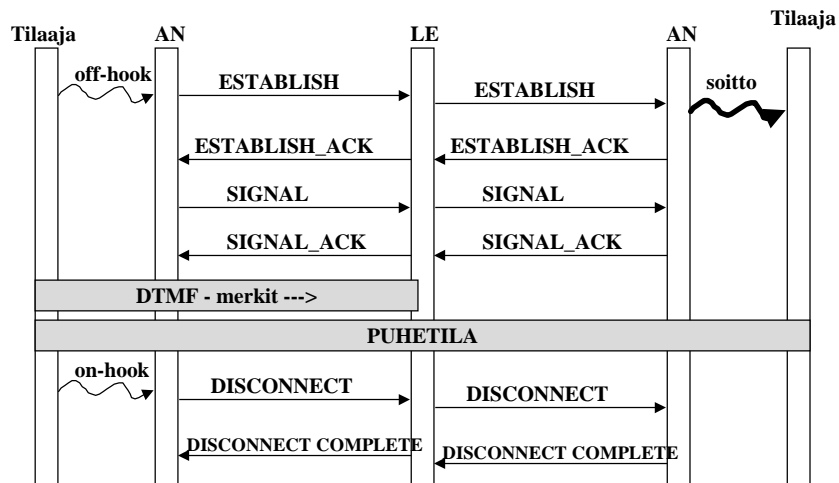 Tilaaja
AN
LE
AN
Tilaaja
off-hook
ESTABLISH
ESTABLISH
soitto
ESTABLISH_ACK
ESTABLISH_ACK
SIGNAL
SIGNAL
SIGNAL_ACK
SIGNAL_ACK
DTMF - merkit --->
PUHETILA
on-hook
DISCONNECT
DISCONNECT
DISCONNECT COMPLETE
DISCONNECT COMPLETE